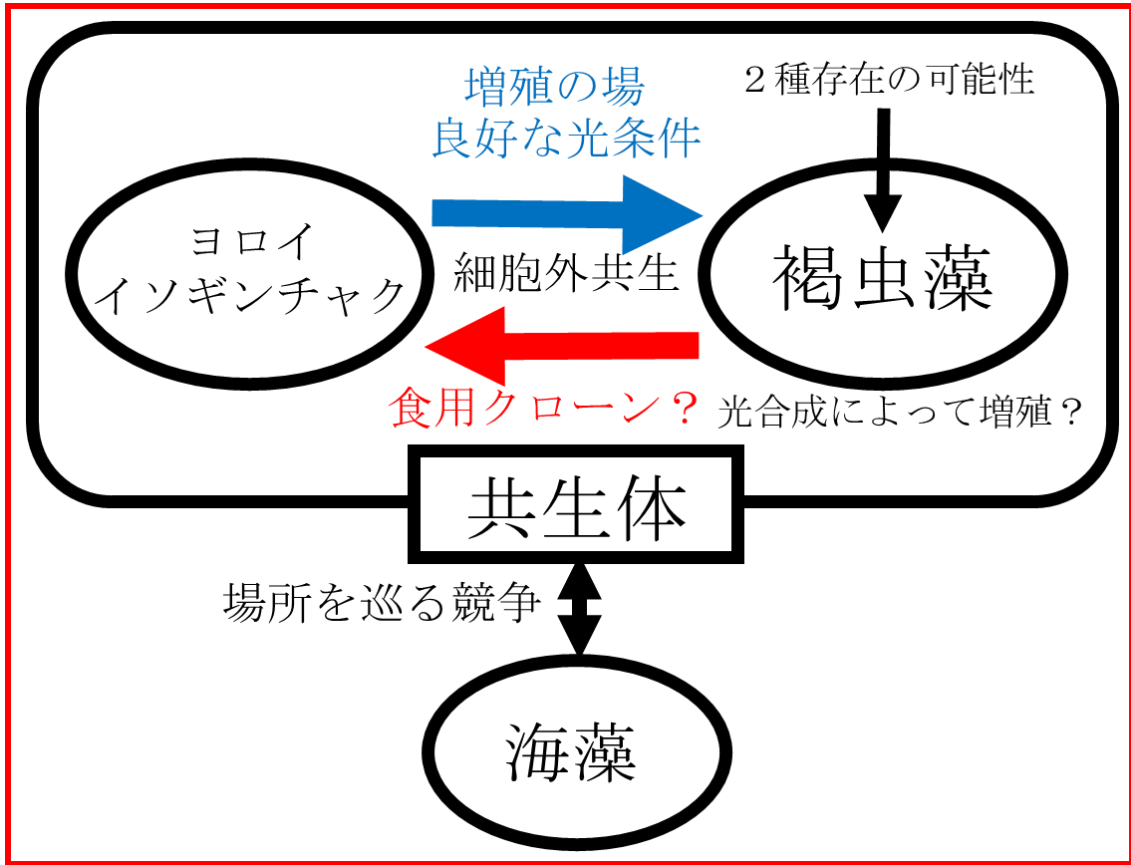 増殖の場
良好な光条件
２種存在の可能性
ヨロイ
イソギンチャク
細胞外共生
褐虫藻
食用クローン？
光合成によって増殖？
共生体
場所を巡る競争
海藻